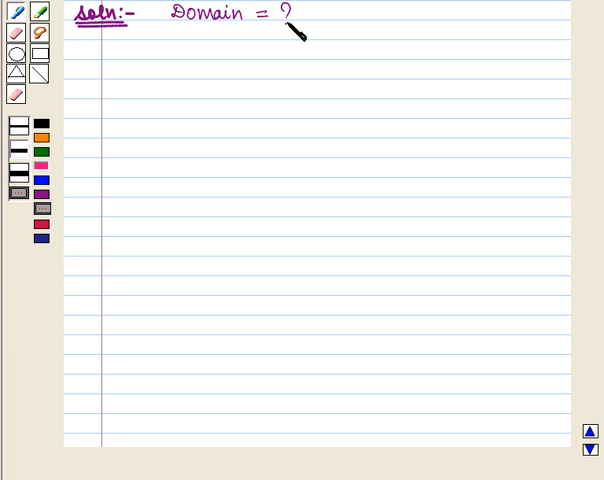 Soln:- Domain = ?